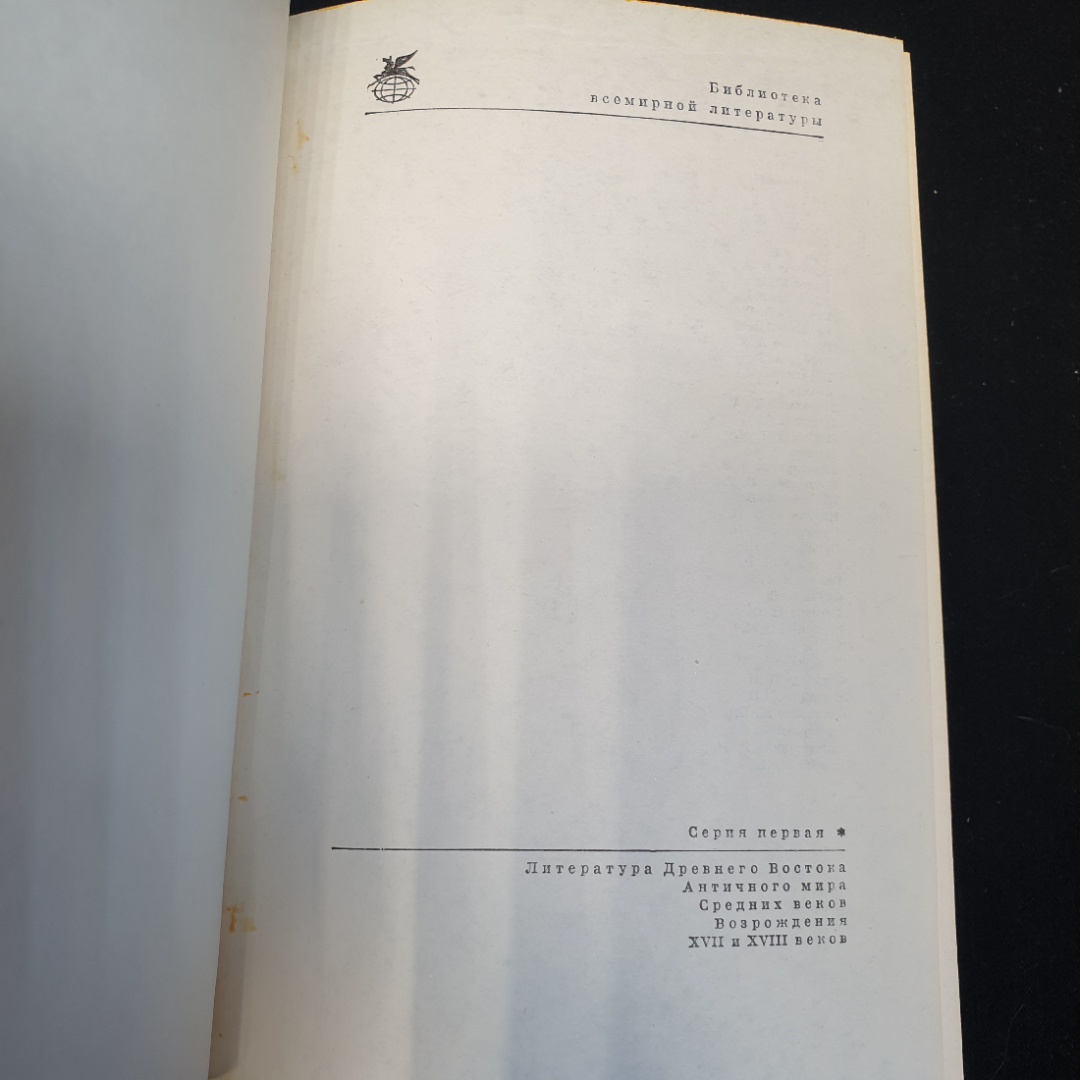 Библиотека
всемирной литературы
Серия первая *
Литература Древнего Востока
Античного мира
Средних веков
Возрождения
XVII и XVIII веков